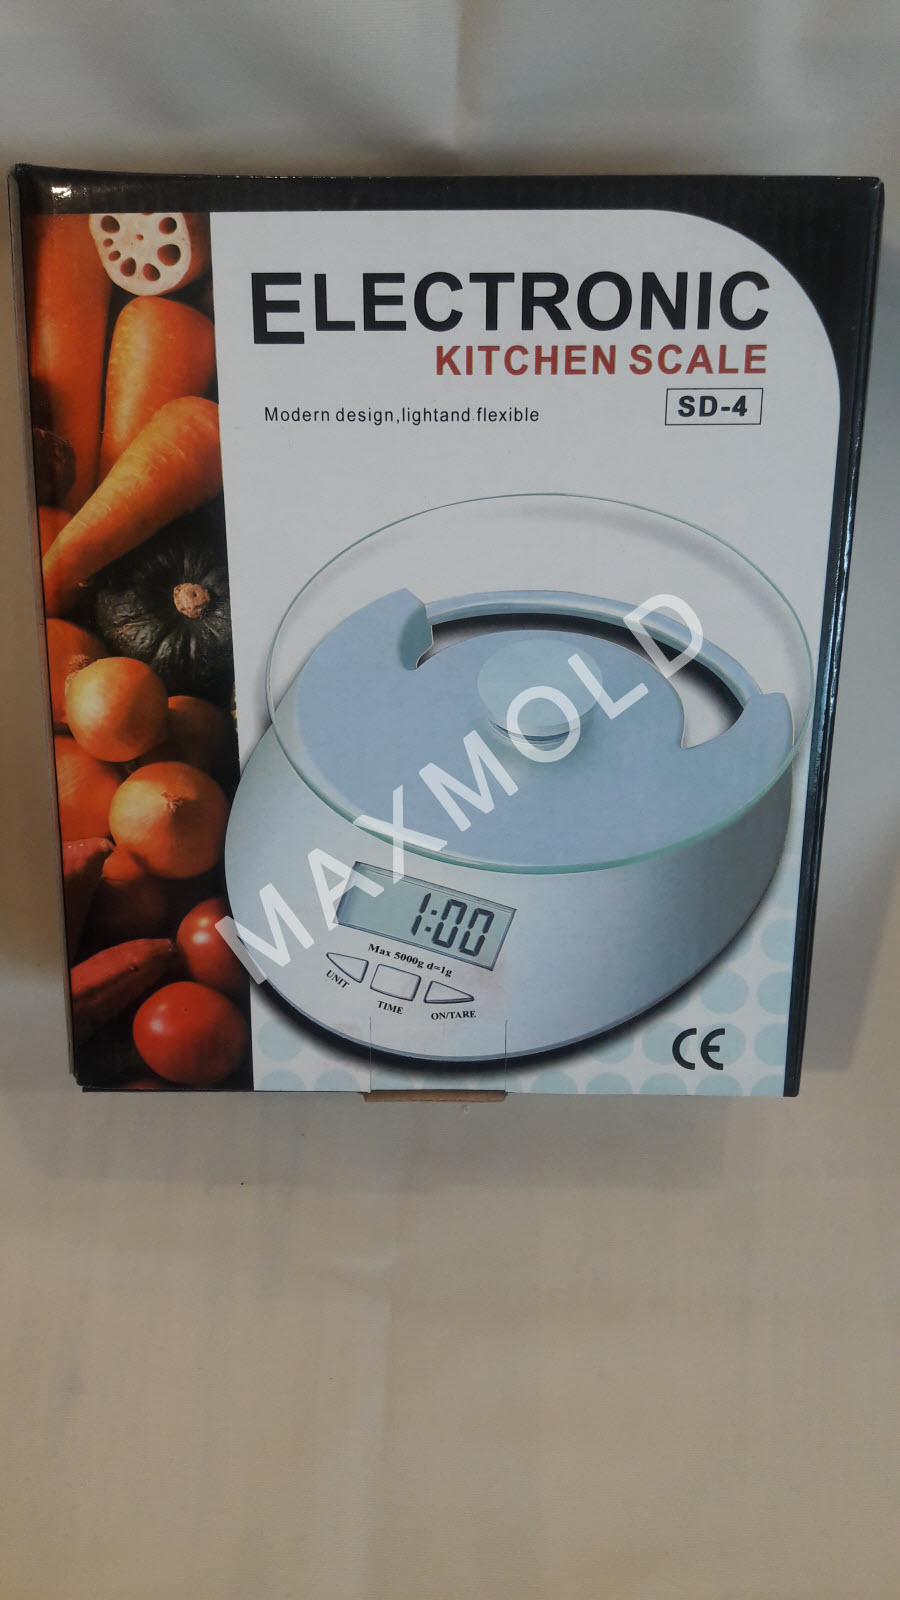 ELECTRONIC
KITCHEN SCALE
SD-4
Modern design,lightand flexible
MAXMOLD
1:00
Max 5000g d=1g
UNIT
TIME
ON/TARE
CE